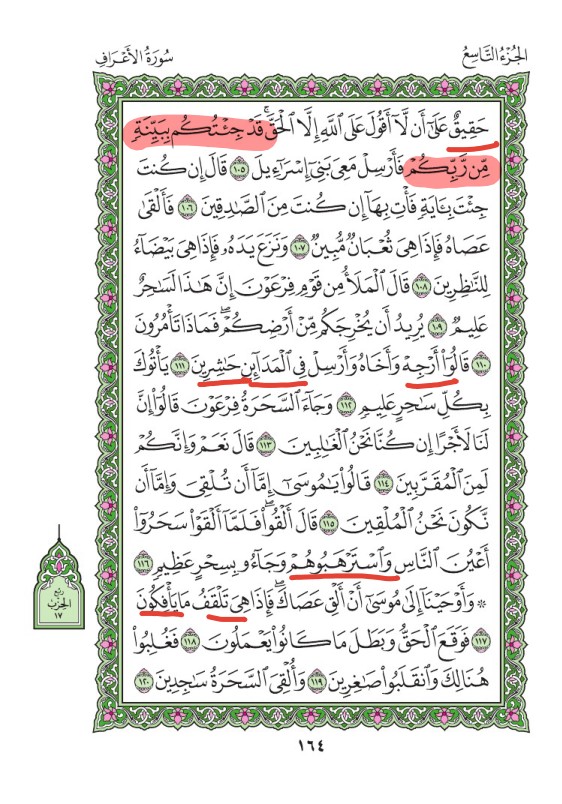 الجُزْءُ التَّاسِعُ
سُورَةُ الأَعْرَافِ
حَقِيقٌ عَلَىٰٓ أَن لَّآ أَقُولَ عَلَى ٱللَّهِ إِلَّا ٱلْحَقَّ ۚ قَدْ جِئْتُكُم بِبَيِّنَةٍ
مِّن رَّبِّكُمْ فَأَرْسِلْ مَعِىَ بَنِىٓ إِسْرَٰٓءِيلَ ١٠٥ قَالَ إِن كُنتَ
جِئْتَ بِـَٔايَةٍ فَأْتِ بِهَآ إِن كُنتَ مِنَ ٱلصَّٰدِقِينَ ١٠٦ فَأَلْقَىٰ
عَصَاهُ فَإِذَا هِىَ ثُعْبَانٌ مُّبِينٌ ١٠٧ وَنَزَعَ يَدَهُۥ فَإِذَا هِىَ بَيْضَآءُ
لِلنَّٰظِرِينَ ١٠٨ قَالَ ٱلْمَلَأُ مِن قَوْمِ فِرْعَوْنَ إِنَّ هَٰذَا لَسَٰحِرٌ
عَلِيمٌ ١٠٩ يُرِيدُ أَن يُخْرِجَكُم مِّنْ أَرْضِكُمْ ۖ فَمَاذَا تَأْمُرُونَ
١١٠ قَالُوٓا۟ أَرْجِهْ وَأَخَاهُ وَأَرْسِلْ فِى ٱلْمَدَآئِنِ حَٰشِرِينَ ١١١ يَأْتُوكَ
بِكُلِّ سَٰحِرٍ عَلِيمٍ ١١٢ وَجَآءَ ٱلسَّحَرَةُ فِرْعَوْنَ قَالُوٓا۟ إِنَّ
لَنَا لَأَجْرًا إِن كُنَّا نَحْنُ ٱلْغَٰلِبِينَ ١١٣ قَالَ نَعَمْ وَإِنَّكُمْ
لَمِنَ ٱلْمُقَرَّبِينَ ١١٤ قَالُوا۟ يَٰمُوسَىٰٓ إِمَّآ أَن تُلْقِىَ وَإِمَّآ أَن
نَّكُونَ نَحْنُ ٱلْمُلْقِينَ ١١٥ قَالَ أَلْقُوا۟ ۖ فَلَمَّآ أَلْقَوْا۟ سَحَرُوٓا۟
أَعْيُنَ ٱلنَّاسِ وَٱسْتَرْهَبُوهُمْ وَجَآءُو بِسِحْرٍ عَظِيمٍ ١١٦
۞ وَأَوْحَيْنَآ إِلَىٰ مُوسَىٰٓ أَنْ أَلْقِ عَصَاكَ ۖ فَإِذَا هِىَ تَلْقَفُ مَا يَأْفِكُونَ
١١٧ فَوَقَعَ ٱلْحَقُّ وَبَطَلَ مَا كَانُوا۟ يَعْمَلُونَ ١١٨ فَغُلِبُوا۟
هُنَالِكَ وَٱنقَلَبُوا۟ صَٰغِرِينَ ١١٩ وَأُلْقِىَ ٱلسَّحَرَةُ سَٰجِدِينَ ١٢٠
رُبْع
الحِزْب
١٧
١٦٤